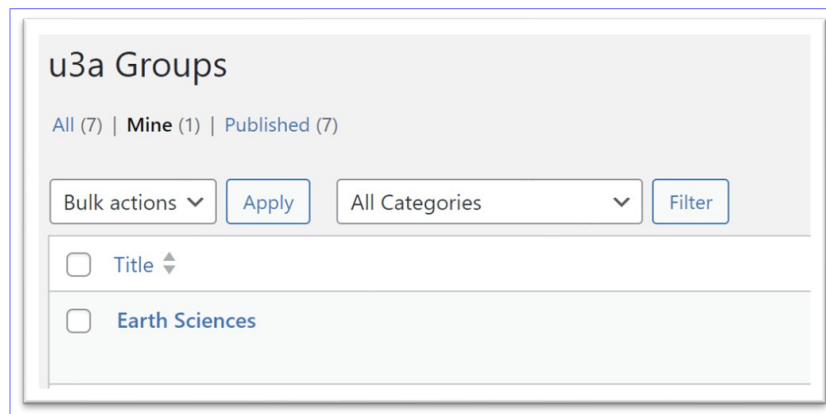 u3a Groups
All (7) | Mine (1) | Published (7)
Bulk actions Apply All Categories Filter
Title
Earth Sciences